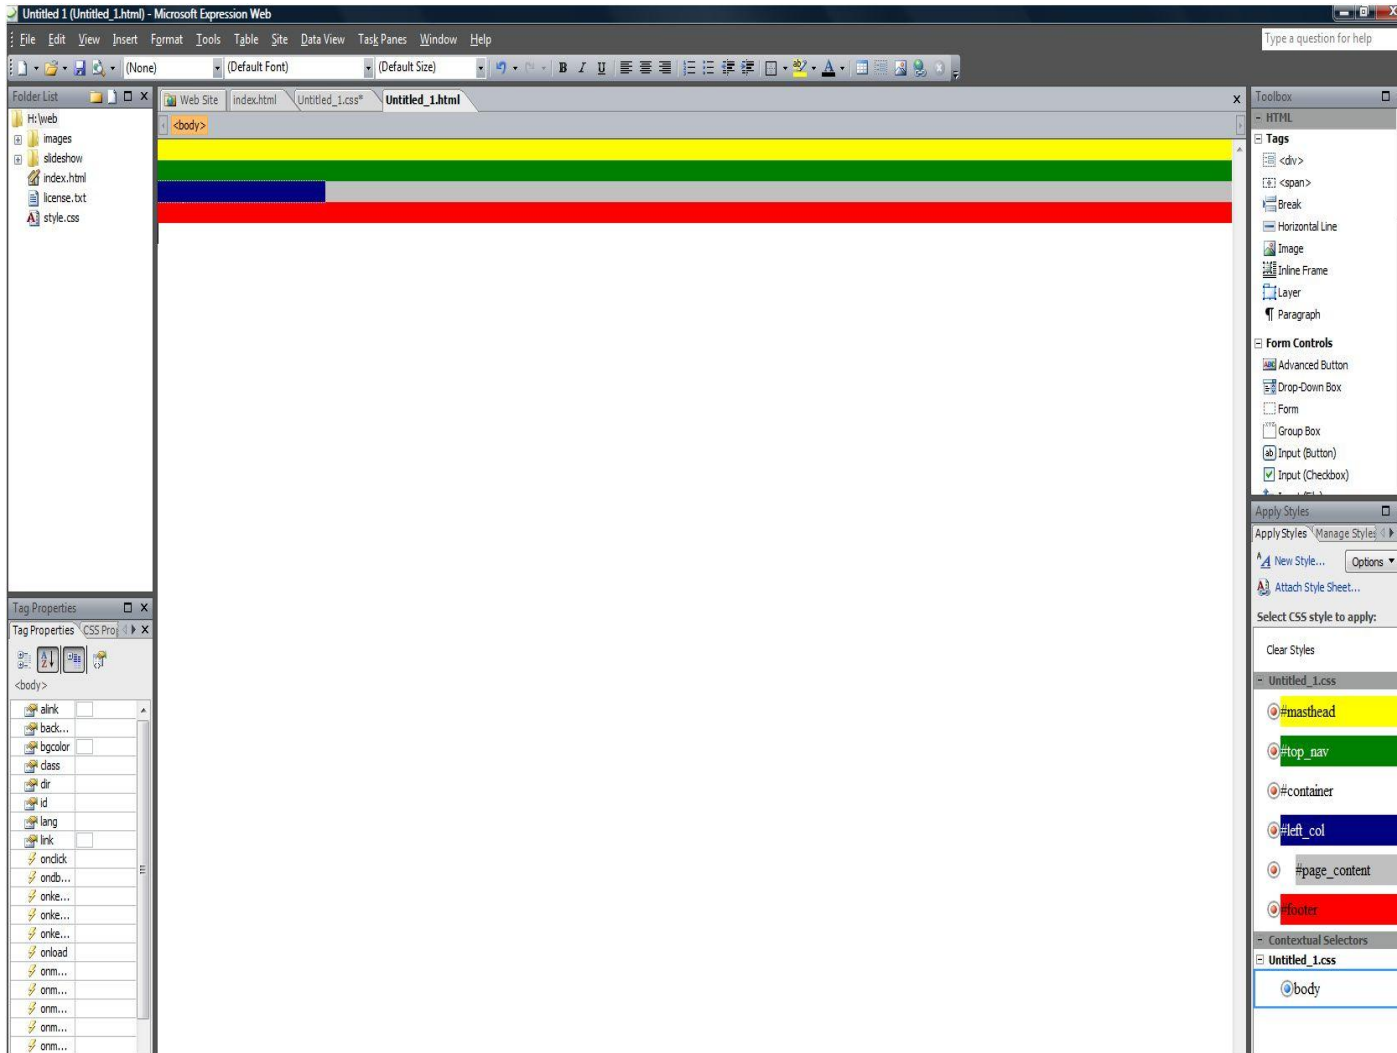 Untitled 1 (Untitled_1.html) - Microsoft Expression Web
File Edit View Insert Format Tools Table Site Data View Task Panes Window Help
Type a question for help
(None) (Default Font) (Default Size) B I U A
Folder List
H:\web
images
slideshow
index.html
license.txt
style.css
Web Site index.html Untitled_1.css* Untitled_1.html
<body>
Toolbox
- HTML
Tags
<div>
<span>
Break
Horizontal Line
Image
Inline Frame
Layer
Paragraph
Form Controls
Advanced Button
Drop-Down Box
Form
Group Box
Input (Button)
Input (Checkbox)
Tag Properties
Tag Properties CSS Pro
<body>
alink
back...
bgcolor
class
dir
id
lang
link
onclick
ondb...
onke...
onke...
onke...
onload
onm...
onm...
onm...
onm...
onm...
Apply Styles
Apply Styles Manage Styles
New Style... Options
Attach Style Sheet...
Select CSS style to apply:
Clear Styles
- Untitled_1.css
#masthead
#top_nav
#container
#left_col
#page_content
#footer
- Contextual Selectors
Untitled_1.css
body